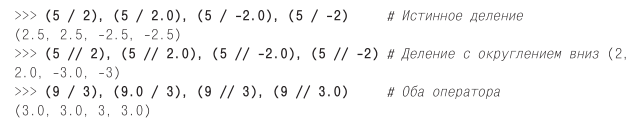 >>> (5 / 2), (5 / 2.0), (5 / -2.0), (5 / -2) # Истинное деление
(2.5, 2.5, -2.5, -2.5)
>>> (5 // 2), (5 // 2.0), (5 // -2.0), (5 // -2) # Деление с округлением вниз (2,
2.0, -3.0, -3)
>>> (9 / 3), (9.0 / 3), (9 // 3), (9 // 3.0) # Оба оператора
(3.0, 3.0, 3, 3.0)